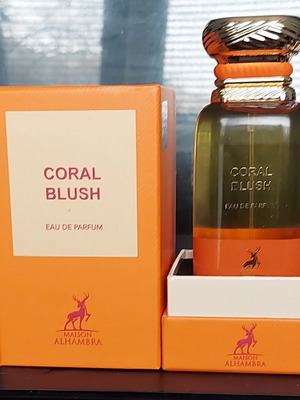 CORAL
BLUSH
EAU DE PARFUM
MAISON
ALHAMBRA
CORAL
BLUSH
EAU DE PARFUM
MAISON
ALHAMBRA